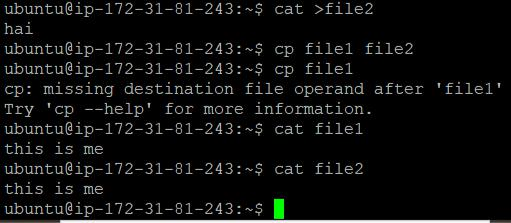 ubuntu@ip-172-31-81-243:~$ cat >file2
hai
ubuntu@ip-172-31-81-243:~$ cp file1 file2
ubuntu@ip-172-31-81-243:~$ cp file1
cp: missing destination file operand after 'file1'
Try 'cp --help' for more information.
ubuntu@ip-172-31-81-243:~$ cat file1
this is me
ubuntu@ip-172-31-81-243:~$ cat file2
this is me
ubuntu@ip-172-31-81-243:~$